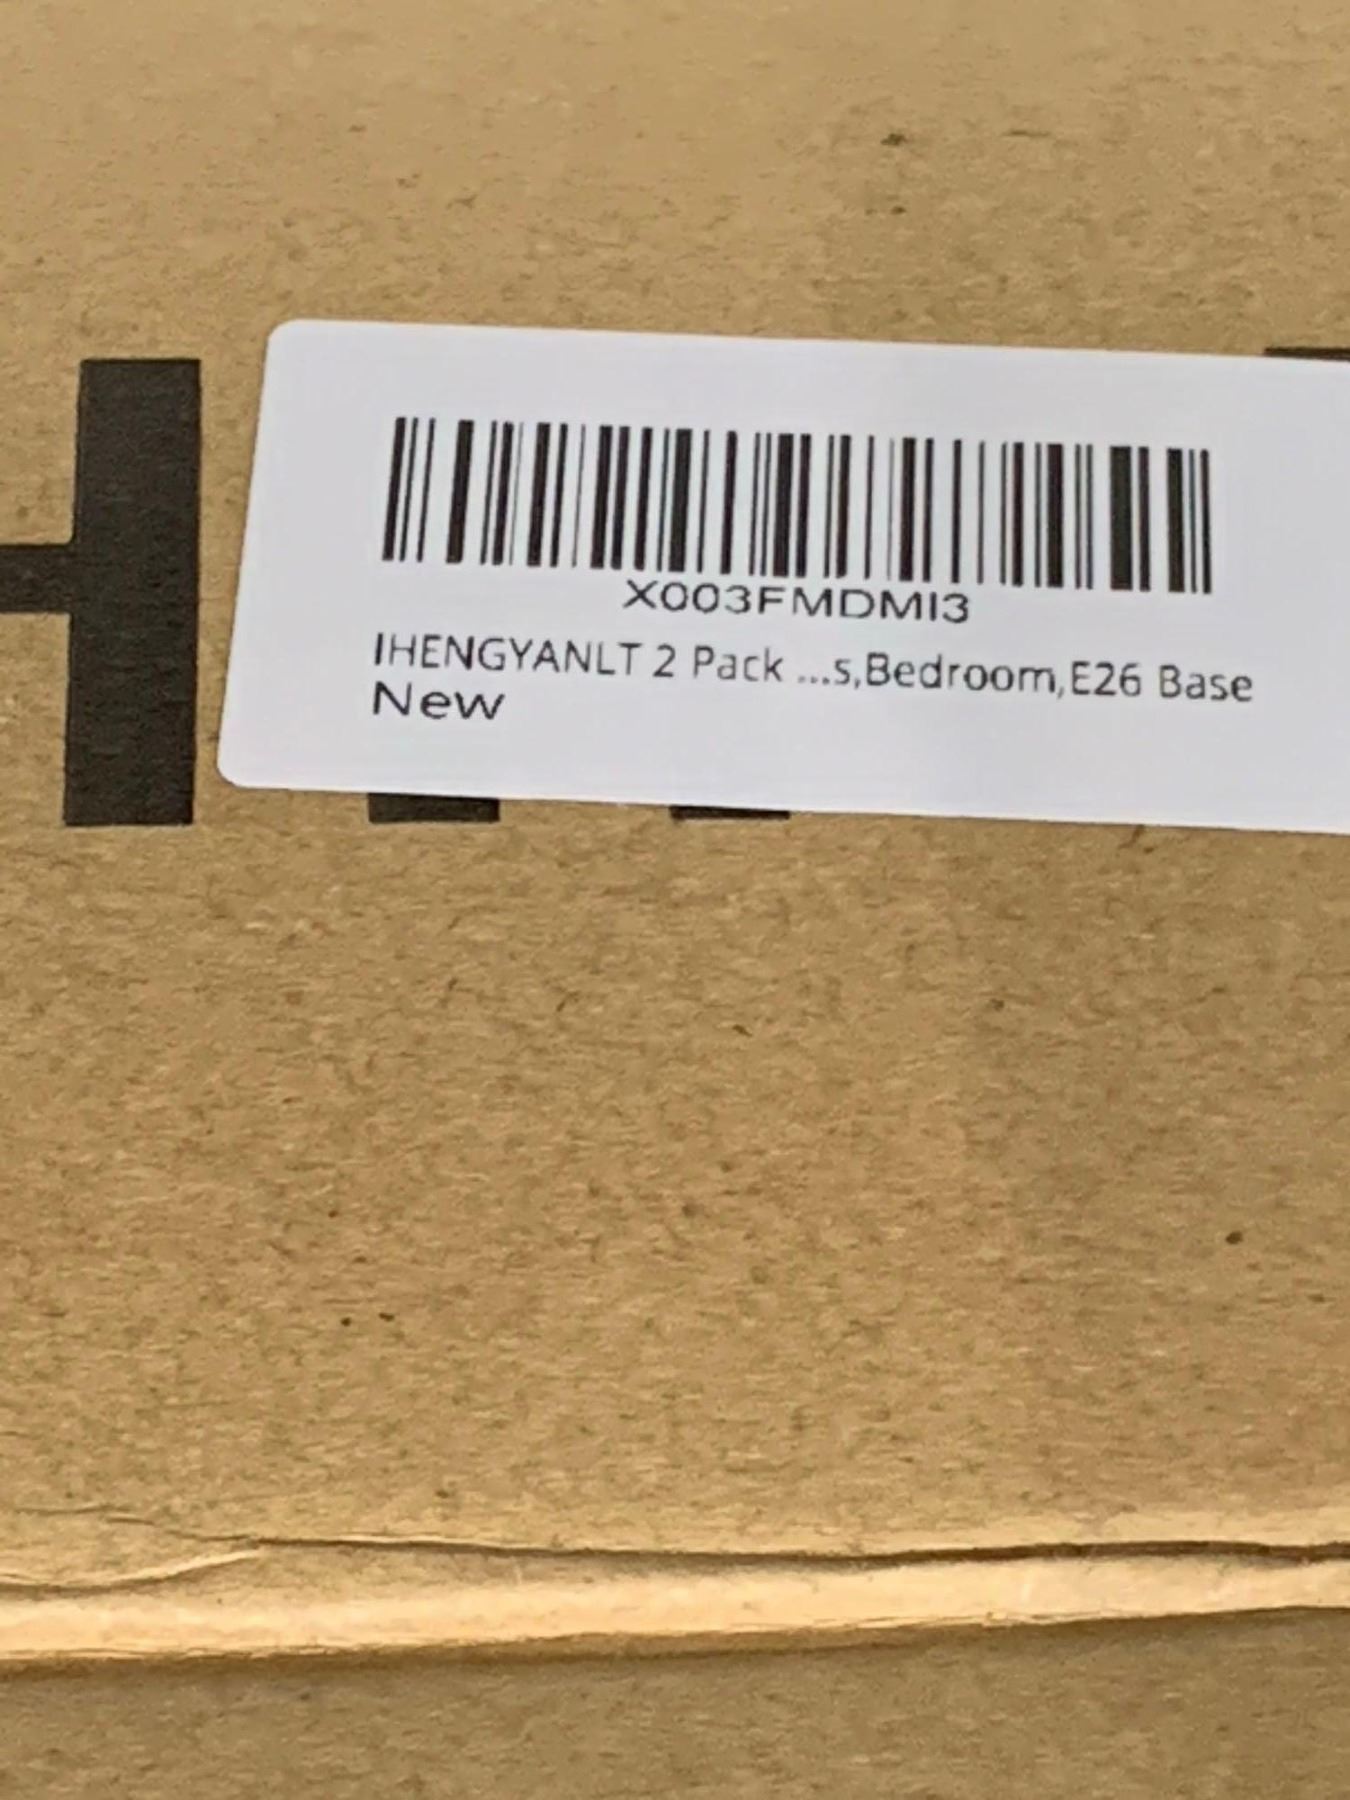 H
X003FMDMI3
IHENGYANLT 2 Pack ...s,Bedroom,E26 Base
New